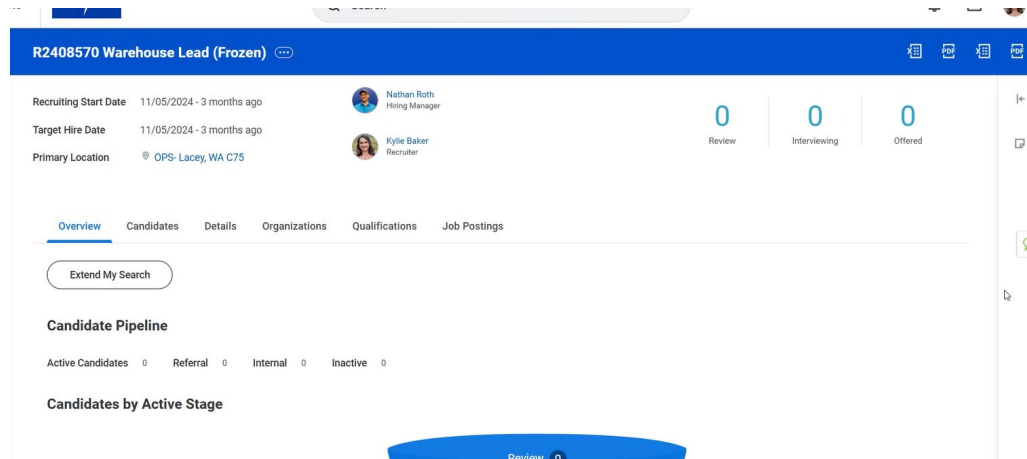 R2408570 Warehouse Lead (Frozen)
PDF PDF
Recruiting Start Date 11/05/2024 - 3 months ago
Target Hire Date 11/05/2024 - 3 months ago
Primary Location OPS- Lacey, WA C75
Nathan Roth
Hiring Manager
Kylie Baker
Recruiter
0 0 0
Review Interviewing Offered
Overview Candidates Details Organizations Qualifications Job Postings
Extend My Search
Candidate Pipeline
Active Candidates 0 Referral 0 Internal 0 Inactive 0
Candidates by Active Stage
Review 0